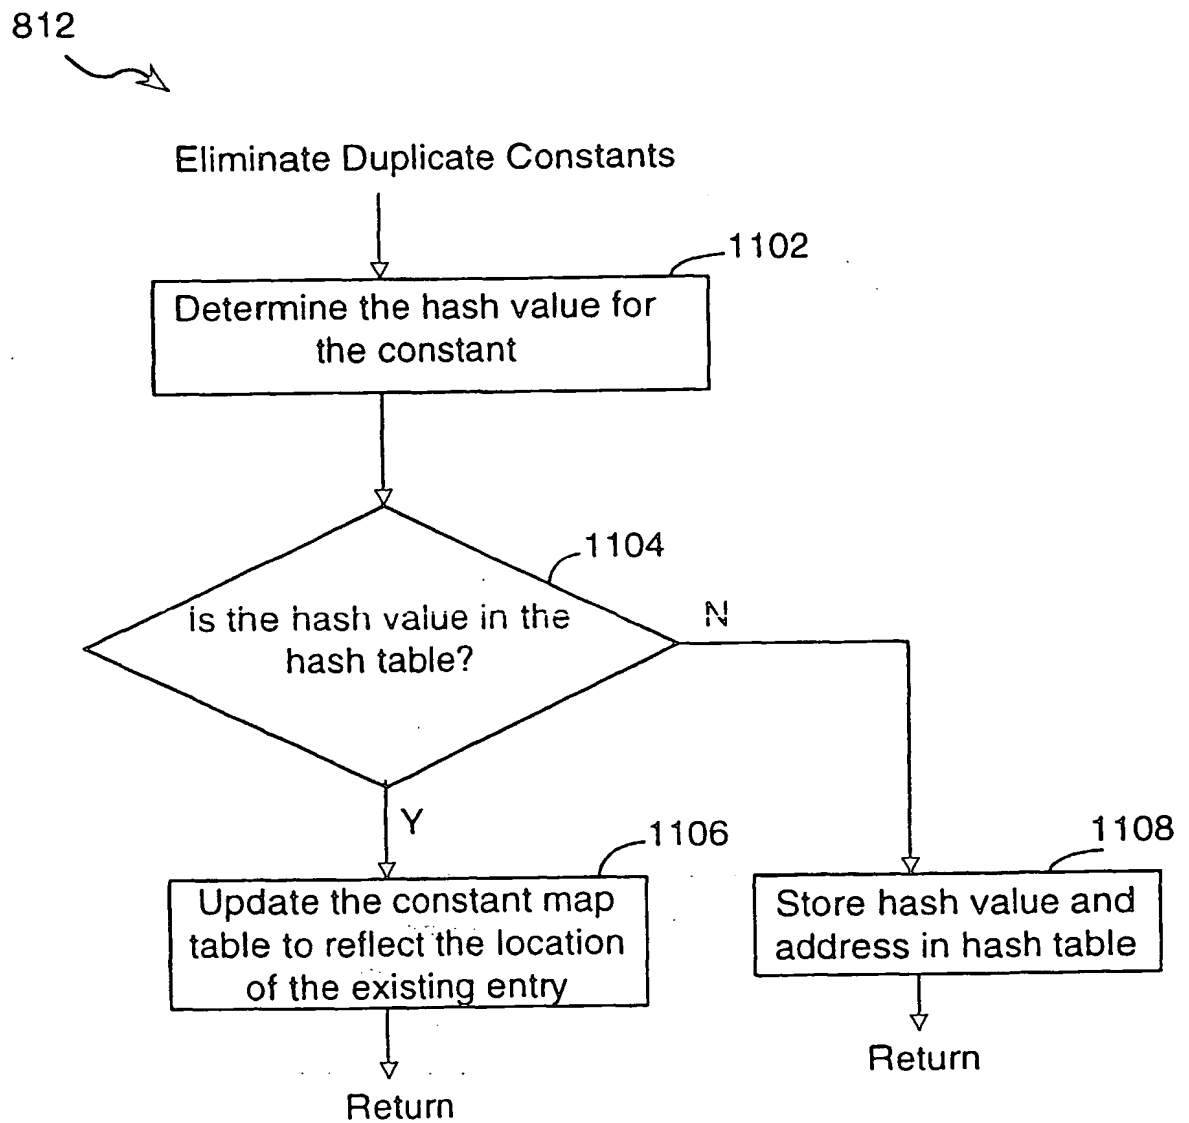 812
Eliminate Duplicate Constants
1102
Determine the hash value for
the constant
1104
is the hash value in the
hash table?
N
Y
1106
Update the constant map
table to reflect the location
of the existing entry
Return
1108
Store hash value and
address in hash table
Return